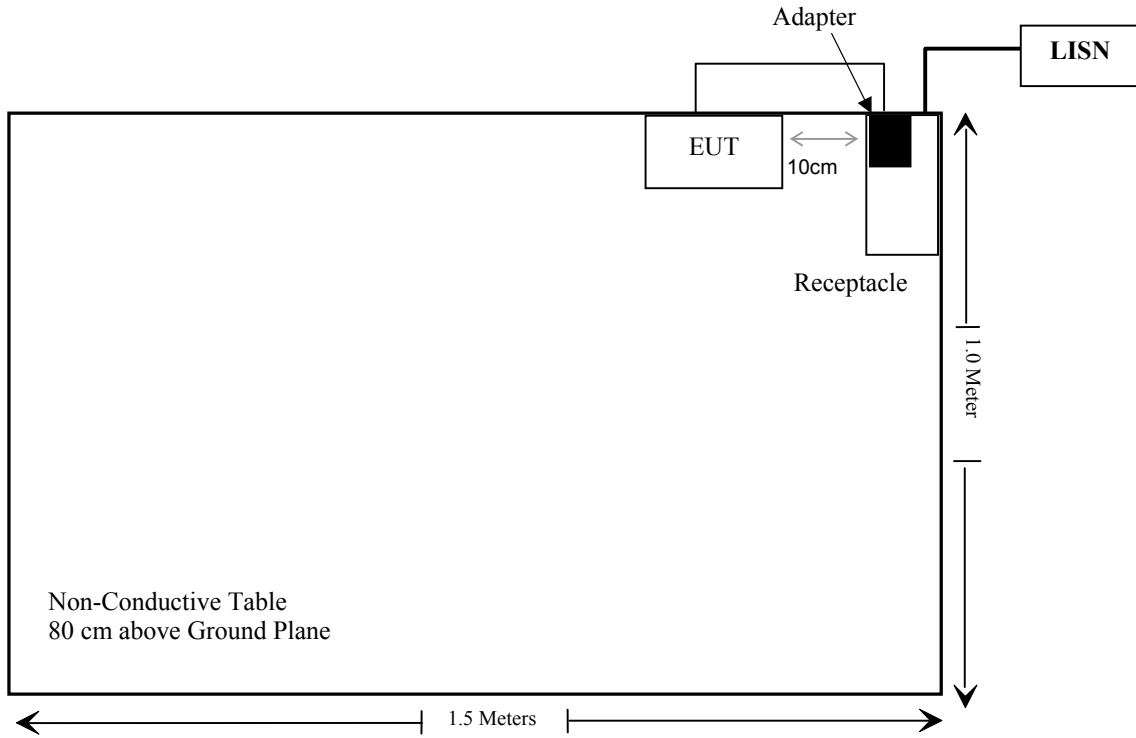 Adapter
LISN
EUT
10cm
Receptacle
1.0 Meter
Non-Conductive Table
80 cm above Ground Plane
1.5 Meters